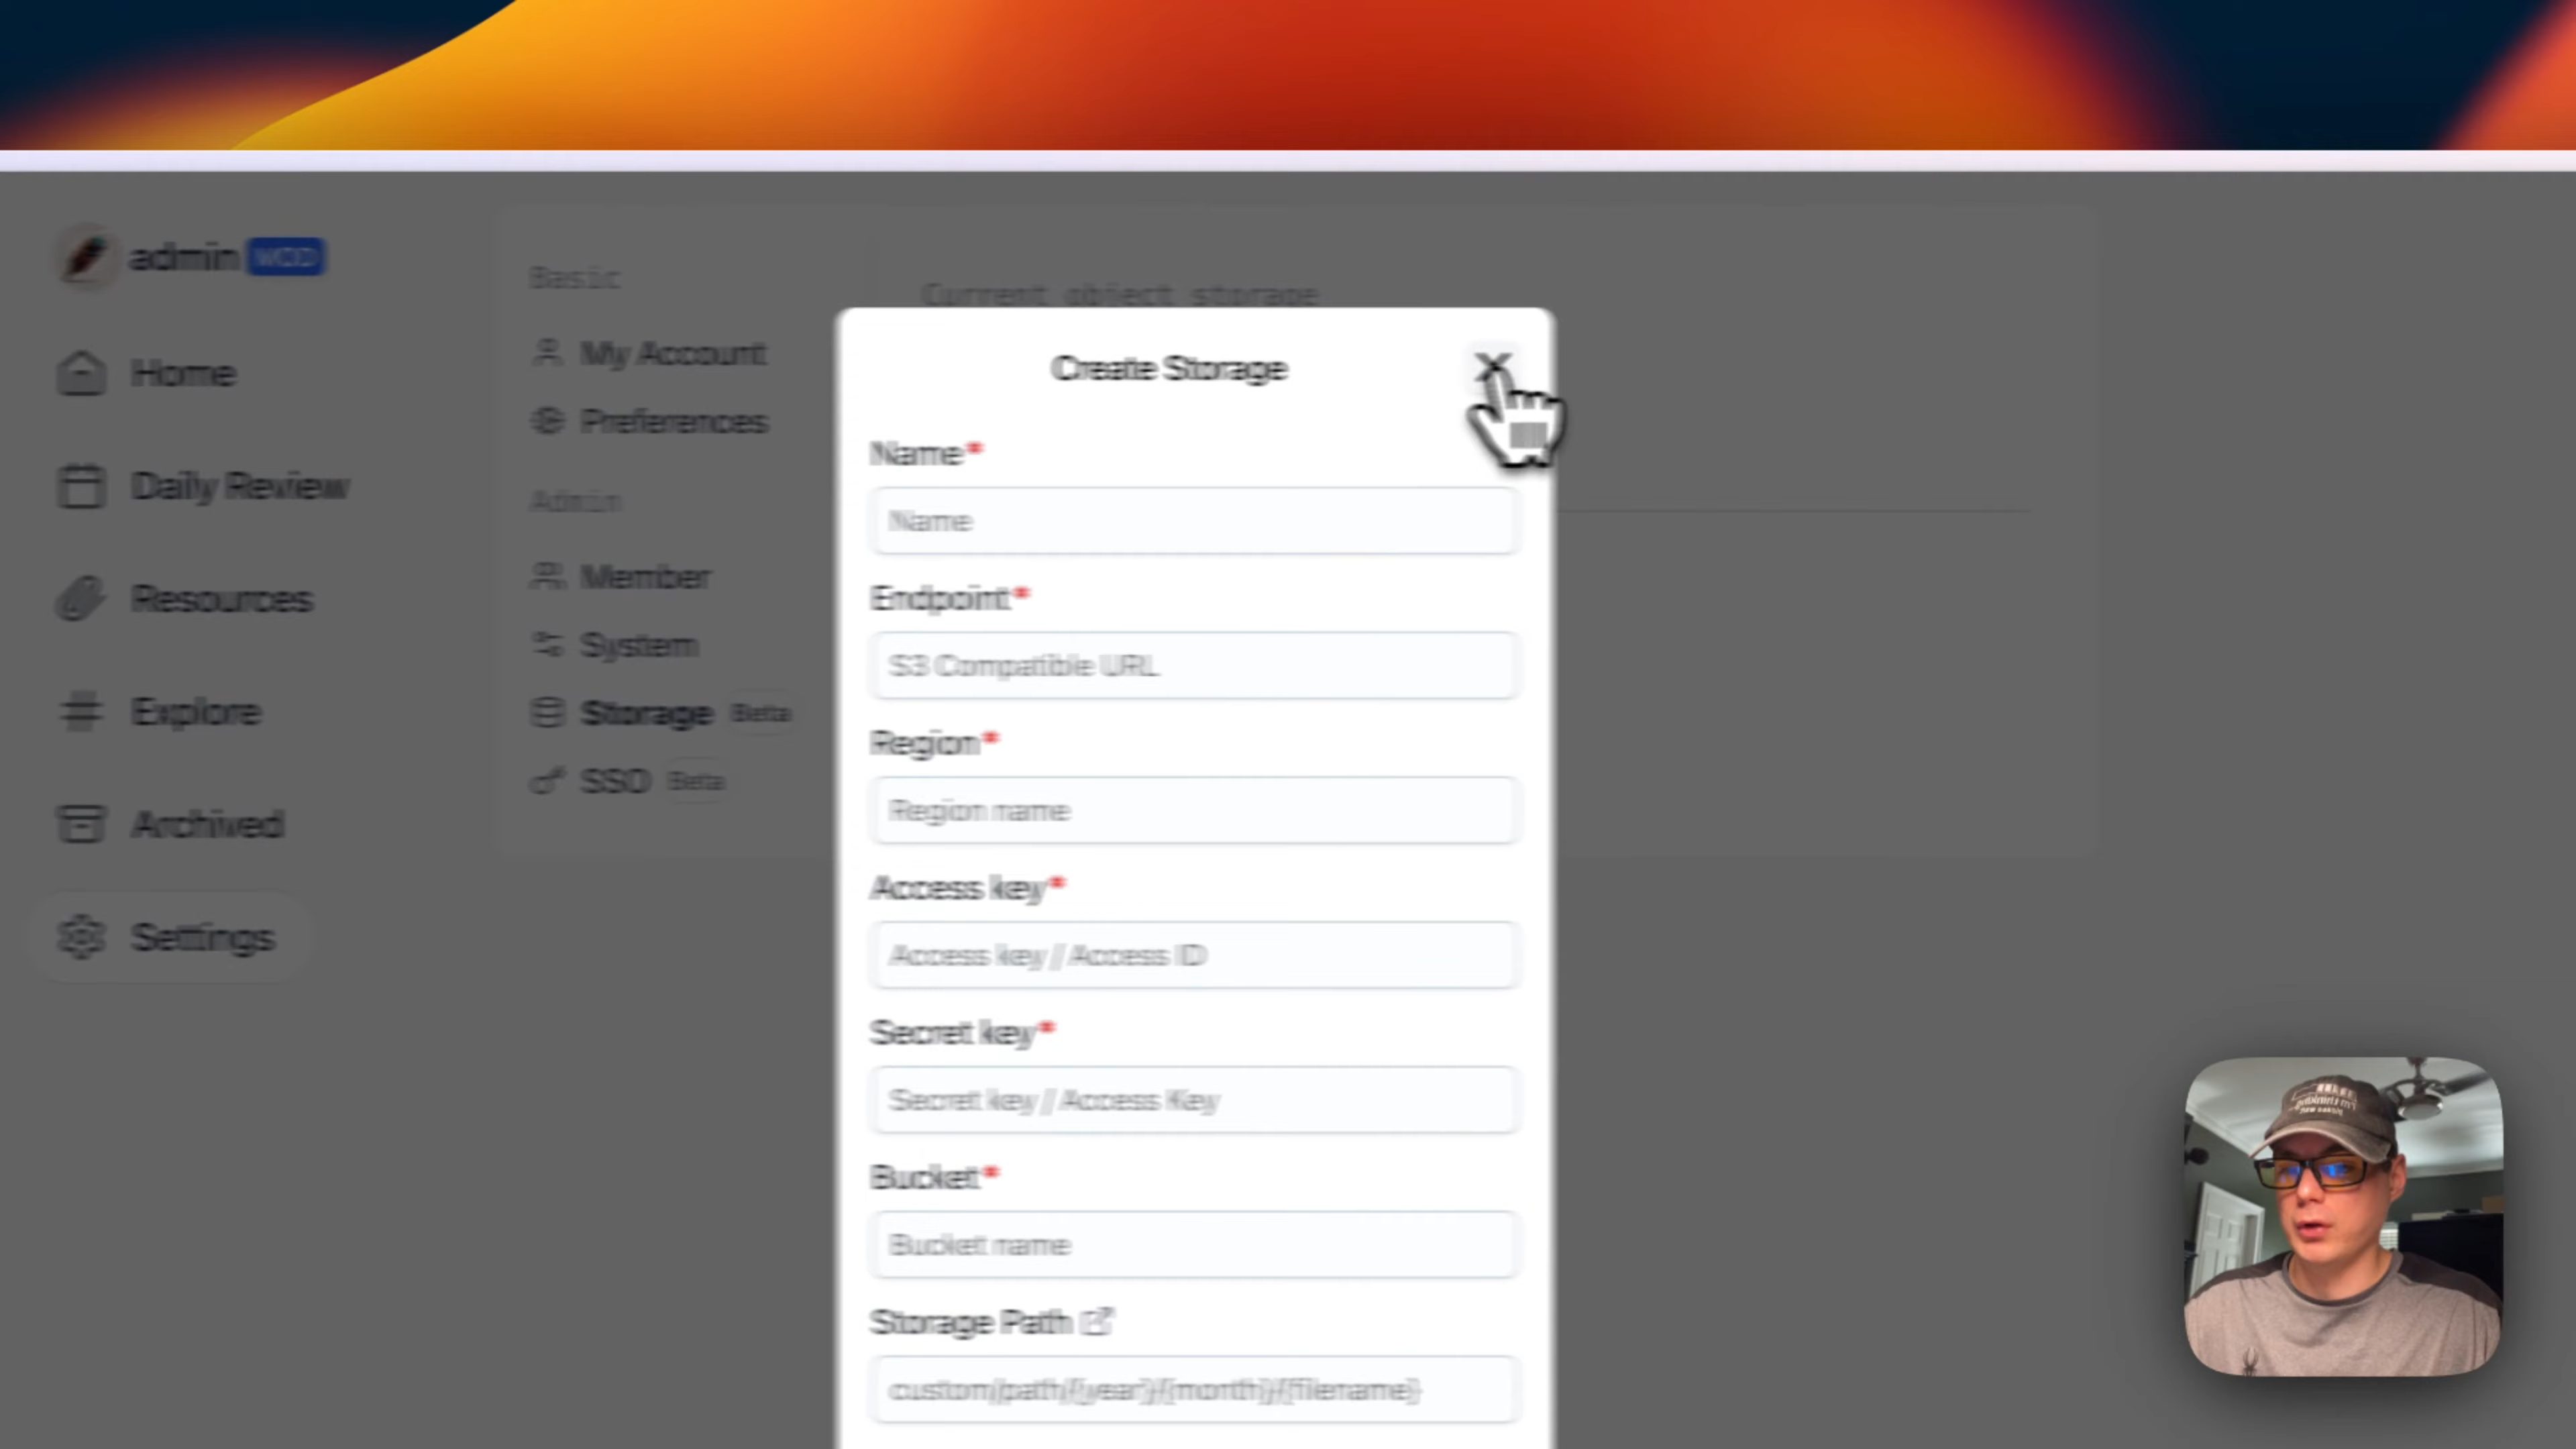 admin MOD
Home
Daily Review
Resources
Explore
Archived
Settings
Basic
My Account
Preferences
Admin
Member
System
Storage Beta
SSO Beta
Current object storage
Create Storage
Name*
Name
Endpoint*
S3 Compatible URL
Region*
Region name
Access key*
Access key / Access ID
Secret key*
Secret key / Access Key
Bucket*
Bucket name
Storage Path
custom/path/{year}/{month}/{filename}